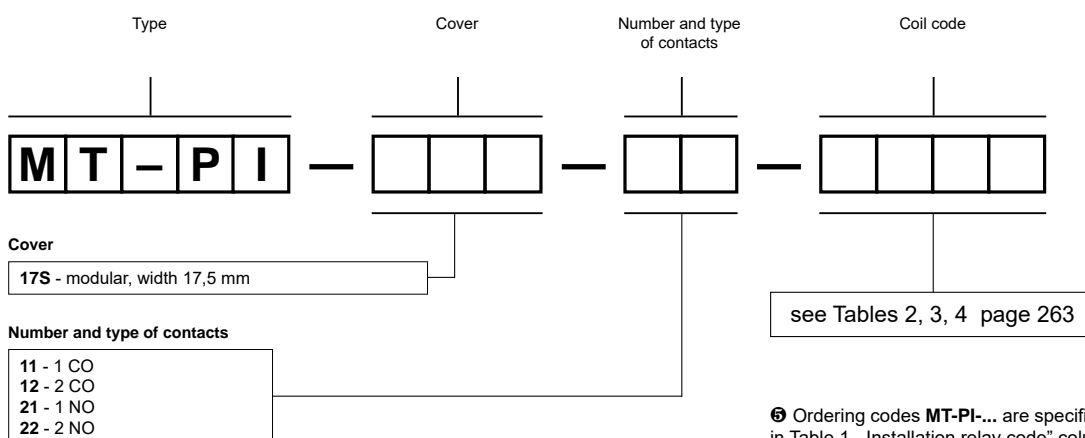 Type
Cover
Number and type
of contacts
Coil code
MT–PI — —  —
Cover
17S - modular, width 17,5 mm
see Tables 2, 3, 4 page 263
Number and type of contacts
11 - 1 CO
12 - 2 CO
21 - 1 NO
22 - 2 NO
❺ Ordering codes MT-PI-... are specifi
in Table 1 „Installation relay code" colu